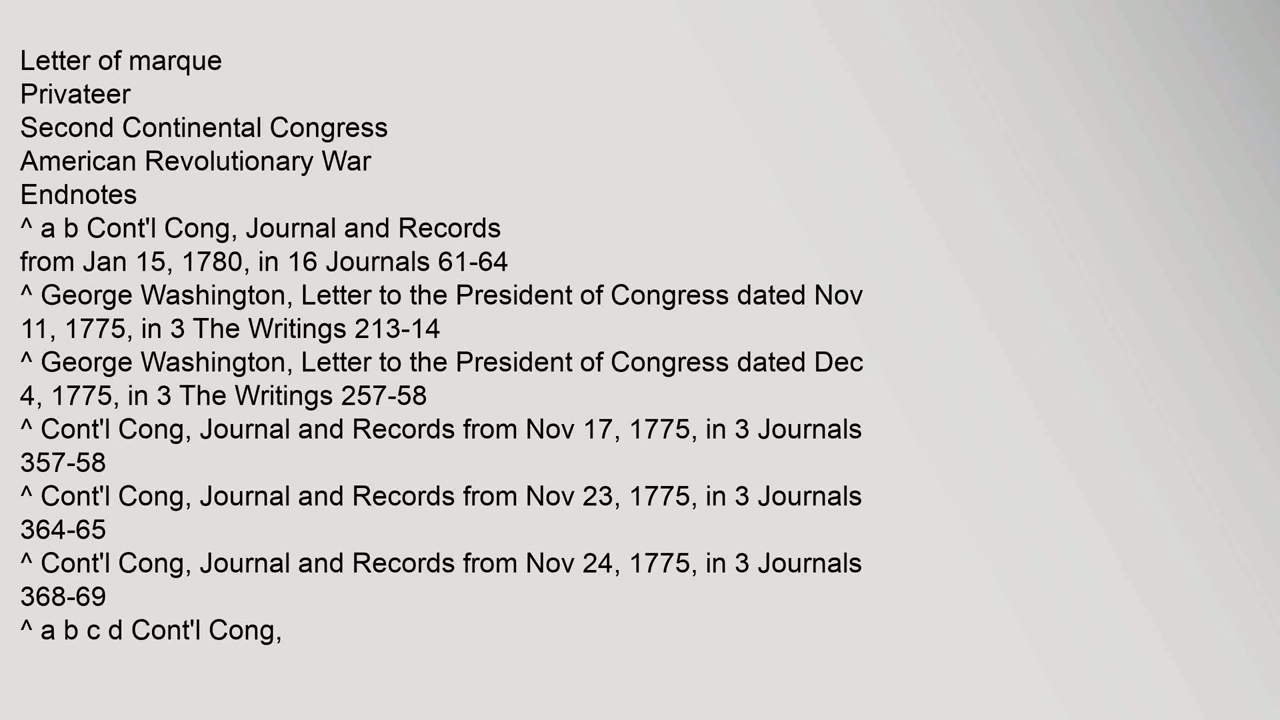 Letter of marque
Privateer
Second Continental Congress
American Revolutionary War
Endnotes
^ a b Cont'l Cong, Journal and Records
from Jan 15, 1780, in 16 Journals 61-64
^ George Washington, Letter to the President of Congress dated Nov
11, 1775, in 3 The Writings 213-14
^ George Washington, Letter to the President of Congress dated Dec
4, 1775, in 3 The Writings 257-58
^ Cont'l Cong, Journal and Records from Nov 17, 1775, in 3 Journals
357-58
^ Cont'l Cong, Journal and Records from Nov 23, 1775, in 3 Journals
364-65
^ Cont'l Cong, Journal and Records from Nov 24, 1775, in 3 Journals
368-69
^ a b c d Cont'l Cong,